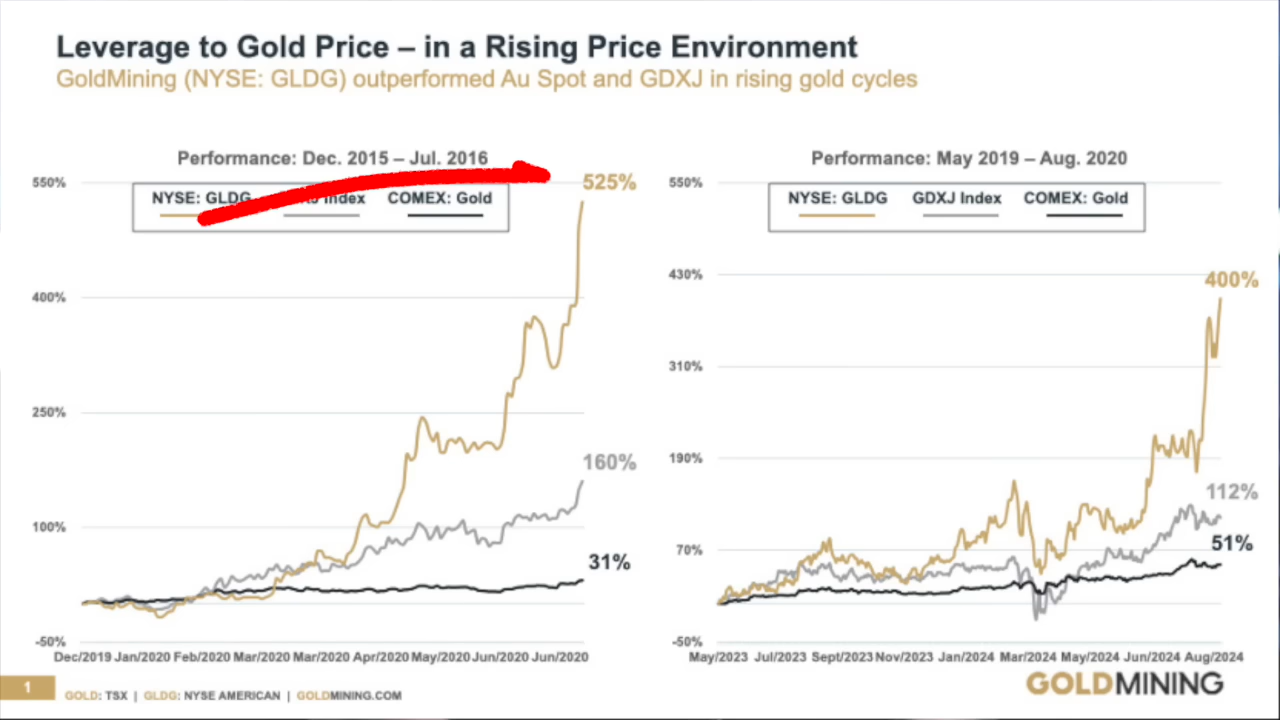 Leverage to Gold Price – in a Rising Price Environment
GoldMining (NYSE: GLDG) outperformed Au Spot and GDXJ in rising gold cycles
Performance: Dec. 2015 – Jul. 2016
550%
525%
NYSE: GLDG Index COMEX: Gold
400%
250%
160%
100%
31%
-50%
Dec/2019 Jan/2020 Feb/2020 Mar/2020 Mar/2020 Apr/2020 May/2020 Jun/2020 Jun/2020
Performance: May 2019 – Aug. 2020
550%
NYSE: GLDG GDXJ Index COMEX: Gold
430%
400%
310%
190%
112%
70%
51%
-50%
May/2023 Jul/2023 Sept/2023 Nov/2023 Jan/2024 Mar/2024 May/2024 Jun/2024 Aug/2024
1
GOLD: TSX | GLDG: NYSE AMERICAN | GOLDMINING.COM
GOLDMINING